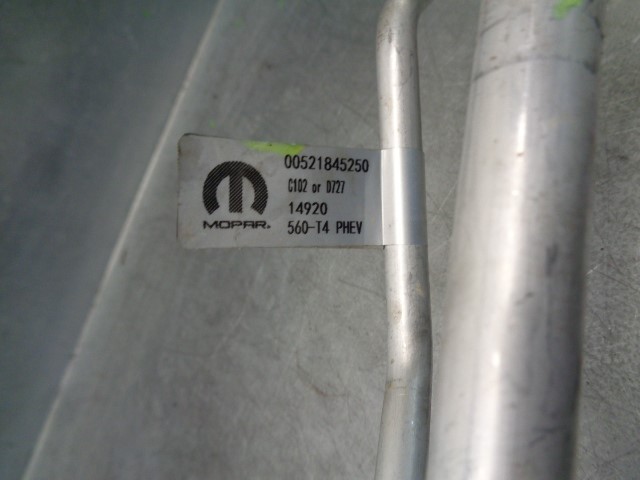 00521845250
C102 or D727
14920
560-T4 PHEV
MOPAR.